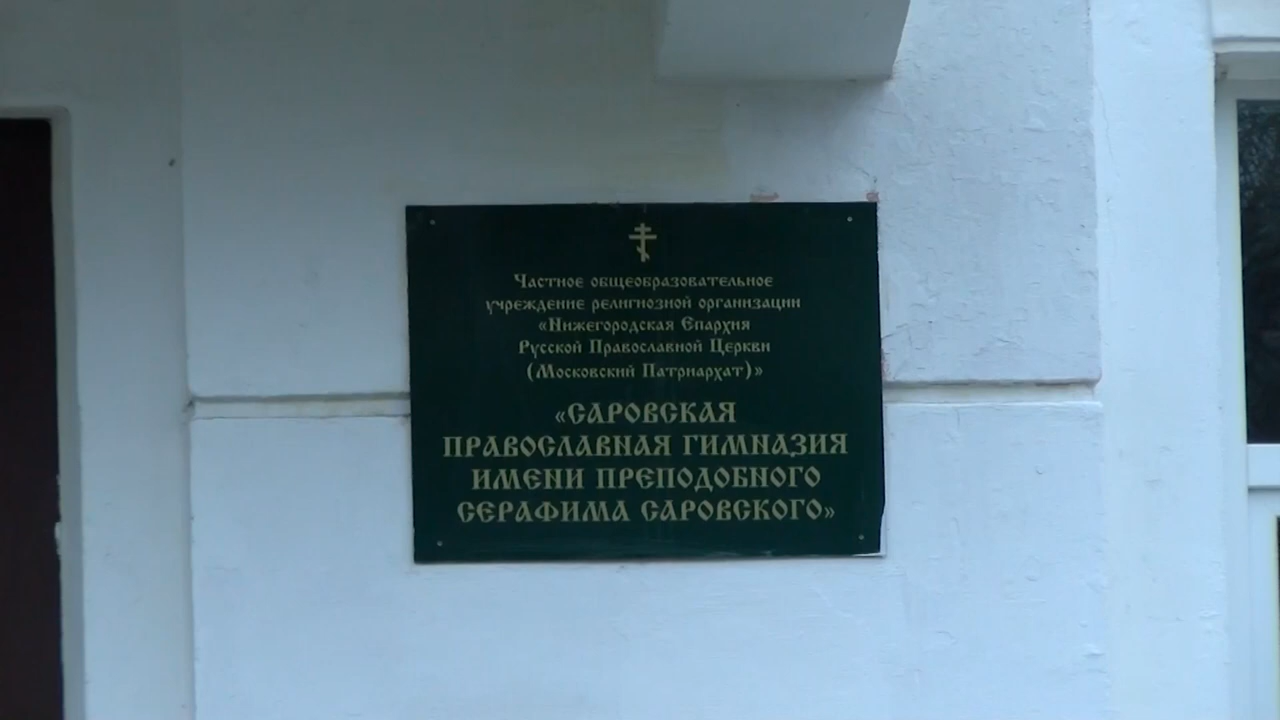 Частное общеобразовательное
учреждение религиозной организации
«Нижегородская Епархия
Русской Православной Церкви
(Московский Патриархат)»
«САРОВСКАЯ
ПРАВОСЛАВНАЯ ГИМНАЗИЯ
ИМЕНИ ПРЕПОДОБНОГО
СЕРАФИМА САРОВСКОГО»